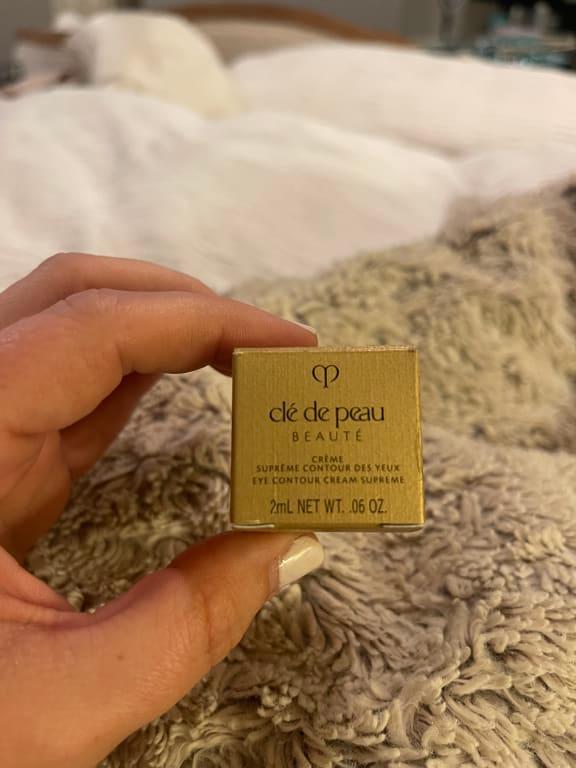 clé de peau
BEAUTÉ
CRÈME
SUPRÊME CONTOUR DES YEUX
EYE CONTOUR CREAM SUPREME
2mL NET WT. .06 OZ.